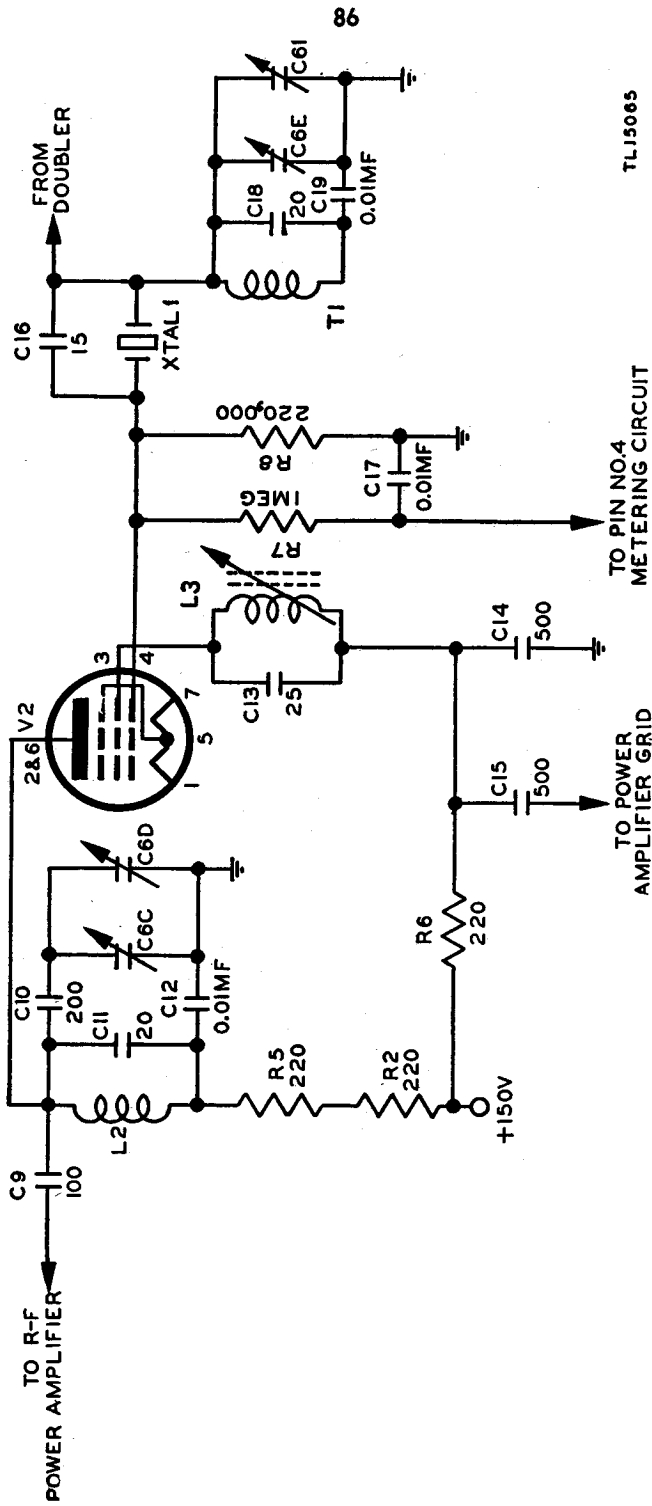 86
TO R-F
POWER AMPLIFIER
C9
100
L2
C10
200
C11
20
C12
0.01MF
C6C
C6D
R5
220
R2
220
+150V
R6
220
2&6
V2
3
4
1
5
7
C13
25
L3
C15
500
TO POWER
AMPLIFIER GRID
C14
500
R7
1MEG
R8
220,000
C17
0.01MF
TO PIN NO.4
METERING CIRCUIT
C16
15
XTAL 1
FROM
DOUBLER
T1
C18
20
C19
0.01MF
C6E
C61
TL15065